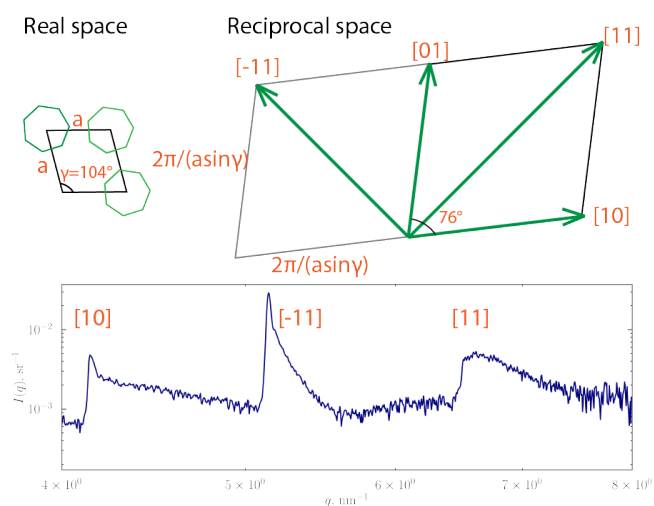 Real space
Reciprocal space
[-11]
[01]
[11]
a
a
γ=104°
2π/(asinγ)
76°
[10]
2π/(asinγ)
[10]
[-11]
[11]
10⁻²
10⁻³
I(q), sr⁻¹
4 × 10⁰
5 × 10⁰
6 × 10⁰
7 × 10⁰
8 × 10⁰
q, nm⁻¹